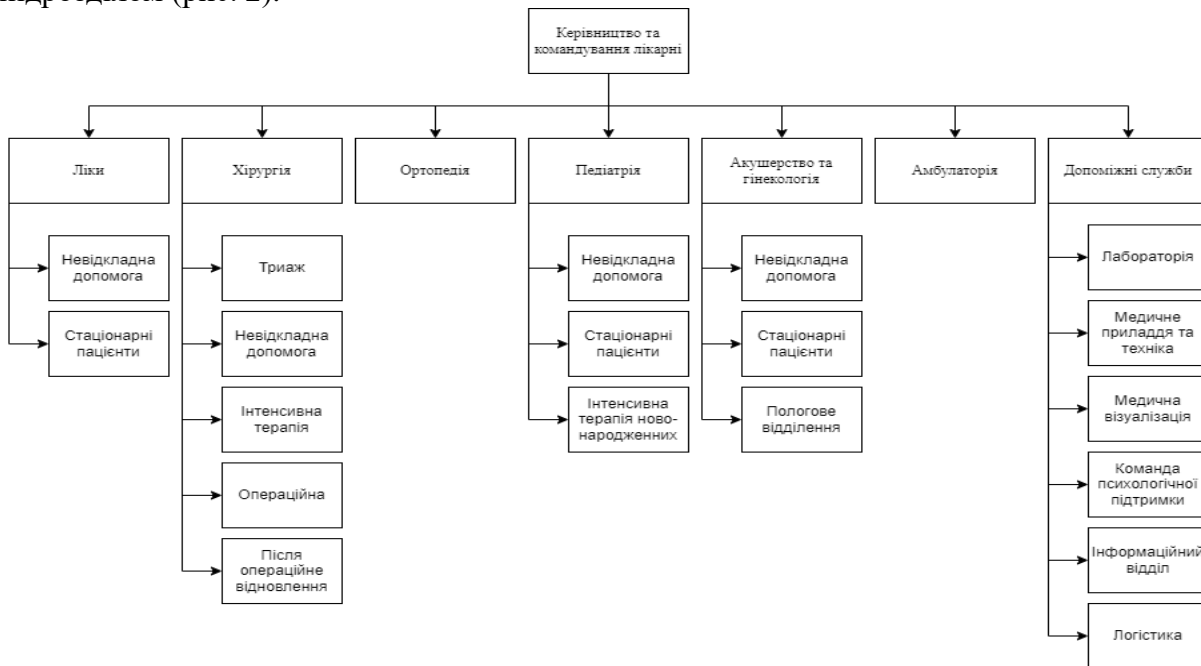 підрозділом (рис. 2).
Керівництво та
командування лікарні
Ліки
Хірургія
Ортопедія
Педіатрія
Акушерство та
гінекологія
Амбулаторія
Допоміжні служби
Невідкладна
допомога
Стаціонарні
пацієнти
Триаж
Невідкладна
допомога
Інтенсивна
терапія
Операційна
Після
операційне
відновлення
Невідкладна
допомога
Стаціонарні
пацієнти
Інтенсивна
терапія ново-
народженних
Невідкладна
допомога
Стаціонарні
пацієнти
Пологове
відділення
Лабораторія
Медичне
приладдя та
техніка
Медична
візуалізація
Команда
психологічної
підтримки
Інформаційний
відділ
Логістика